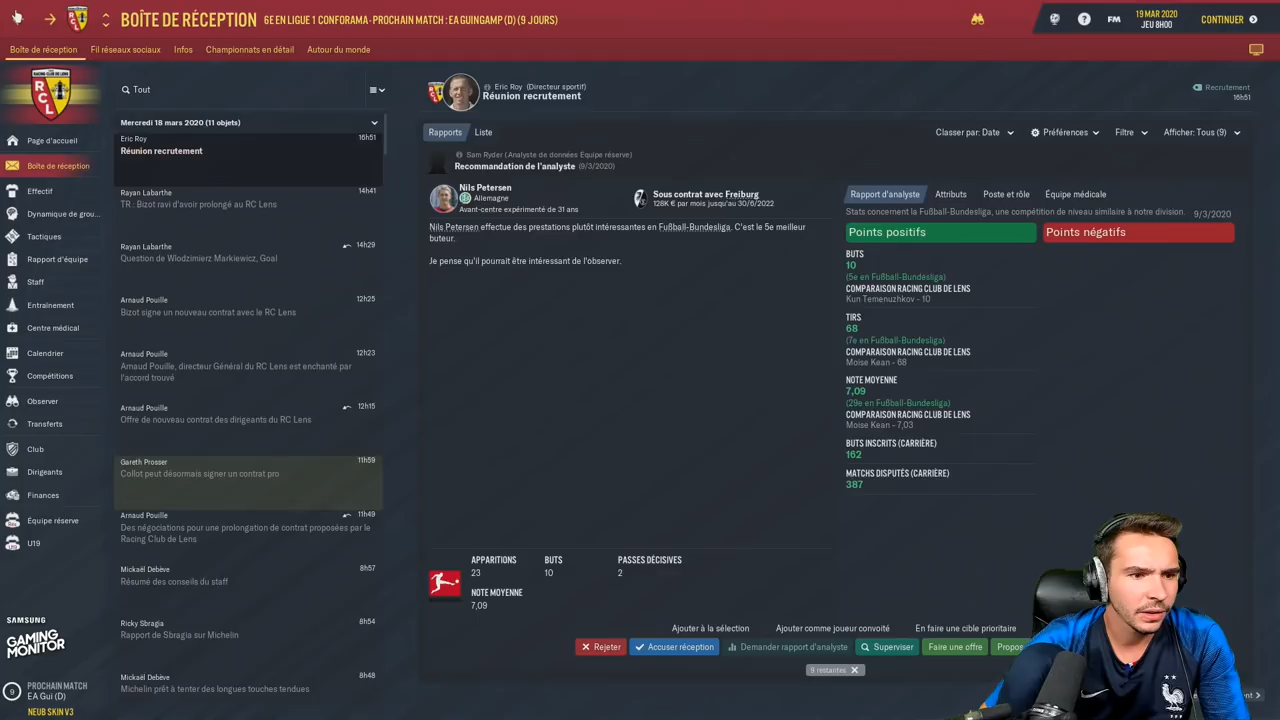 BOÎTE DE RÉCEPTION
6E EN LIGUE 1 CONFORAMA - PROCHAIN MATCH : EA GUINGAMP (D) (9 JOURS)
FM
19 MAR 2020
JEU 8H00
CONTINUER
Boîte de réception
Fil réseaux sociaux
Infos
Championnats en détail
Autour du monde
RACING CLUB DE LENS
RCL
Page d'accueil
Boîte de réception
Effectif
Dynamique de grou...
Tactiques
Rapport d'équipe
Staff
Entraînement
Centre médical
Calendrier
Compétitions
Observer
Transferts
Club
Dirigeants
Finances
Équipe réserve
U19
SAMSUNG
GAMING
MONITOR
9
PROCHAIN MATCH
EA Gui (D)
NEUB SKIN V3
Tout
Mercredi 18 mars 2020 (11 objets)
Eric Roy 16h51
Réunion recrutement
Rayan Labarthe 14h41
TR : Bizot ravi d'avoir prolongé au RC Lens
Rayan Labarthe 14h29
Question de Wlodzimierz Markiewicz, Goal
Arnaud Pouille 12h25
Bizot signe un nouveau contrat avec le RC Lens
Arnaud Pouille 12h23
Arnaud Pouille, directeur Général du RC Lens est enchanté par
l'accord trouvé
Arnaud Pouille 12h15
Offre de nouveau contrat des dirigeants du RC Lens
Gareth Prosser 11h59
Collot peut désormais signer un contrat pro
Arnaud Pouille 11h49
Des négociations pour une prolongation de contrat proposées par le
Racing Club de Lens
Mickaël Debève 8h57
Résumé des conseils du staff
Ricky Sbragia 8h54
Rapport de Sbragia sur Michelin
Mickaël Debève 8h48
Michelin prêt à tenter des longues touches tendues
Eric Roy (Directeur sportif)
Réunion recrutement
Recrutement
16h51
Rapports
Liste
Classer par: Date
Préférences
Filtre
Afficher: Tous (9)
Sam Ryder (Analyste de données Équipe réserve)
Recommandation de l'analyste (9/3/2020)
Nils Petersen
Allemagne
Avant-centre expérimenté de 31 ans
Sous contrat avec Freiburg
128K € par mois jusqu'au 30/6/2022
Nils Petersen effectue des prestations plutôt intéressantes en Fußball-Bundesliga. C'est le 5e meilleur
buteur.
Je pense qu'il pourrait être intéressant de l'observer.
Rapport d'analyste
Attributs
Poste et rôle
Équipe médicale
Stats concernant la Fußball-Bundesliga, une compétition de niveau similaire à notre division.
9/3/2020
Points positifs
Points négatifs
BUTS
10
(5e en Fußball-Bundesliga)
COMPARAISON RACING CLUB DE LENS
Kun Temenuzhkov - 10
TIRS
68
(7e en Fußball-Bundesliga)
COMPARAISON RACING CLUB DE LENS
Moise Kean - 68
NOTE MOYENNE
7,09
(29e en Fußball-Bundesliga)
COMPARAISON RACING CLUB DE LENS
Moise Kean - 7,03
BUTS INSCRITS (CARRIÈRE)
162
MATCHS DISPUTÉS (CARRIÈRE)
387
APPARITIONS
23
BUTS
10
PASSES DÉCISIVES
2
NOTE MOYENNE
7,09
Ajouter à la sélection
Ajouter comme joueur convoité
En faire une cible prioritaire
Rejeter
Accuser réception
Demander rapport d'analyste
Superviser
Faire une offre
Propos
9 restantes